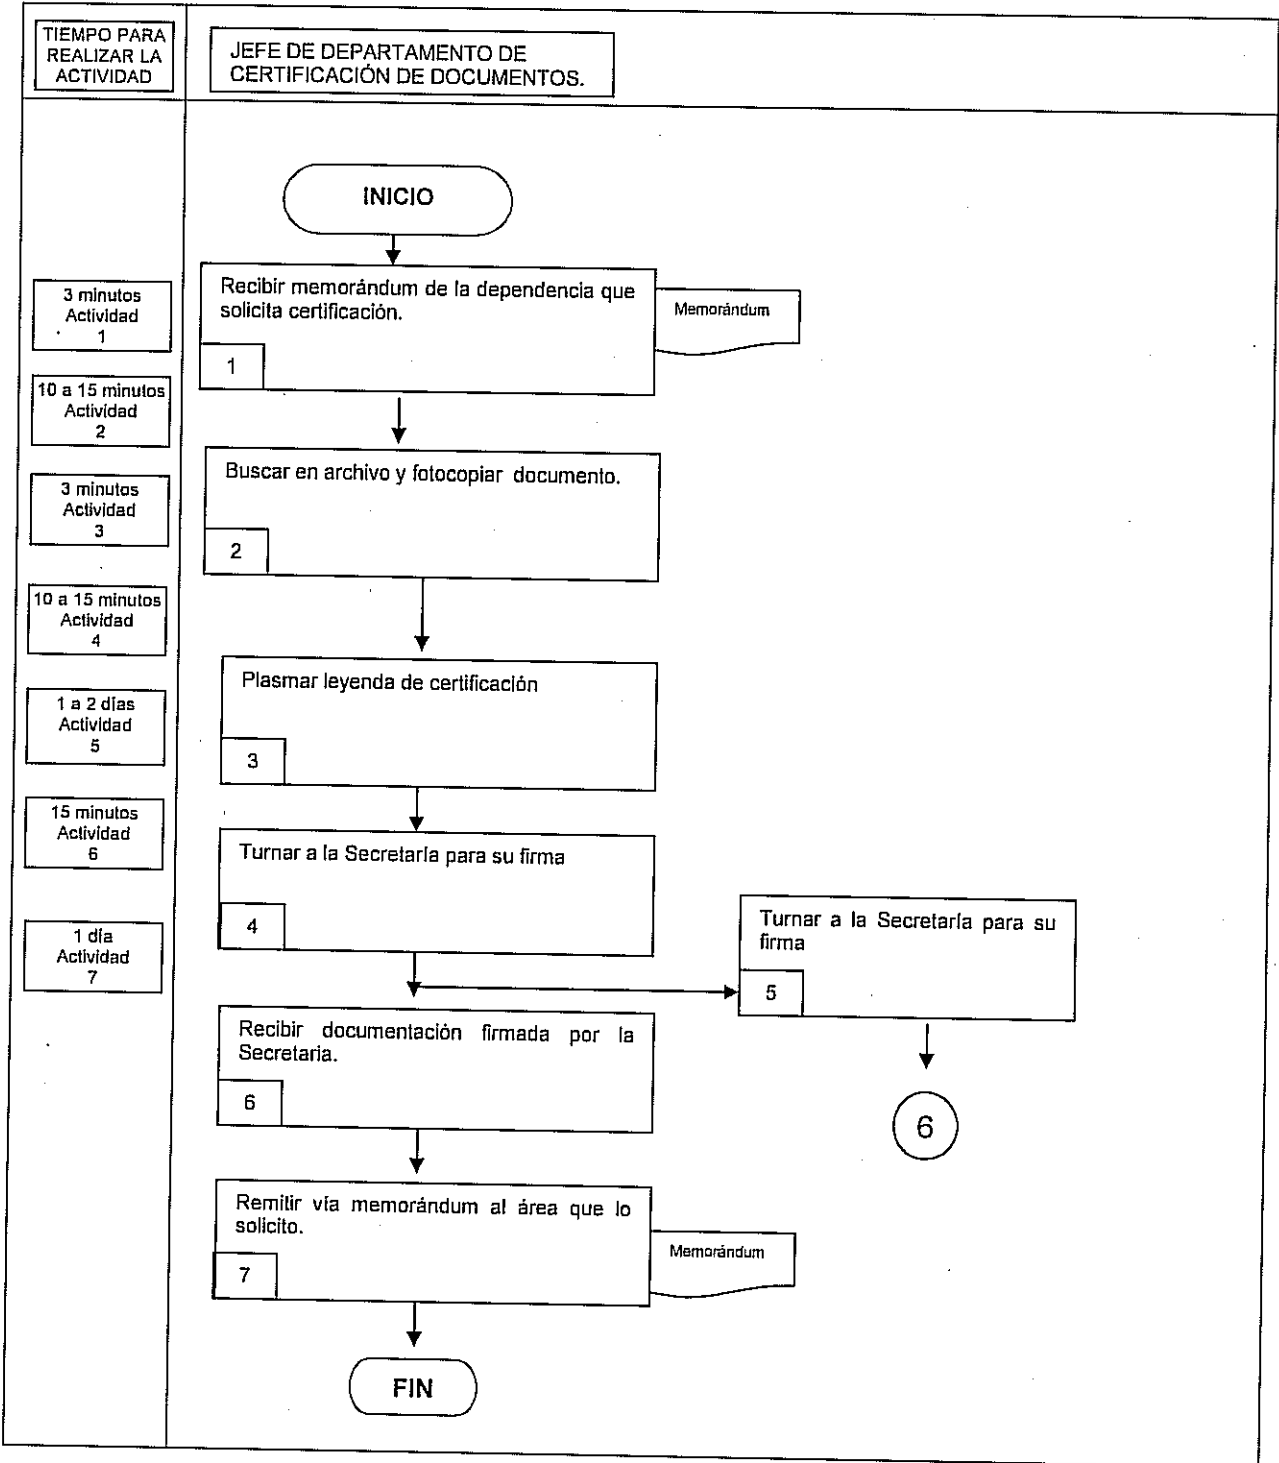 TIEMPO PARA
REALIZAR LA
ACTIVIDAD
JEFE DE DEPARTAMENTO DE
CERTIFICACIÓN DE DOCUMENTOS.
INICIO
3 minutos
Actividad
1
Recibir memorándum de la dependencia que
solicita certificación.
1
Memorándum
10 a 15 minutos
Actividad
2
Buscar en archivo y fotocopiar documento.
2
3 minutos
Actividad
3
10 a 15 minutos
Actividad
4
Plasmar leyenda de certificación
3
1 a 2 días
Actividad
5
15 minutos
Actividad
6
Turnar a la Secretaría para su firma
4
1 día
Actividad
7
Turnar a la Secretaría para su
firma
5
Recibir documentación firmada por la
Secretaria.
6
6
Remitir vía memorándum al área que lo
solicito.
7
Memorándum
FIN